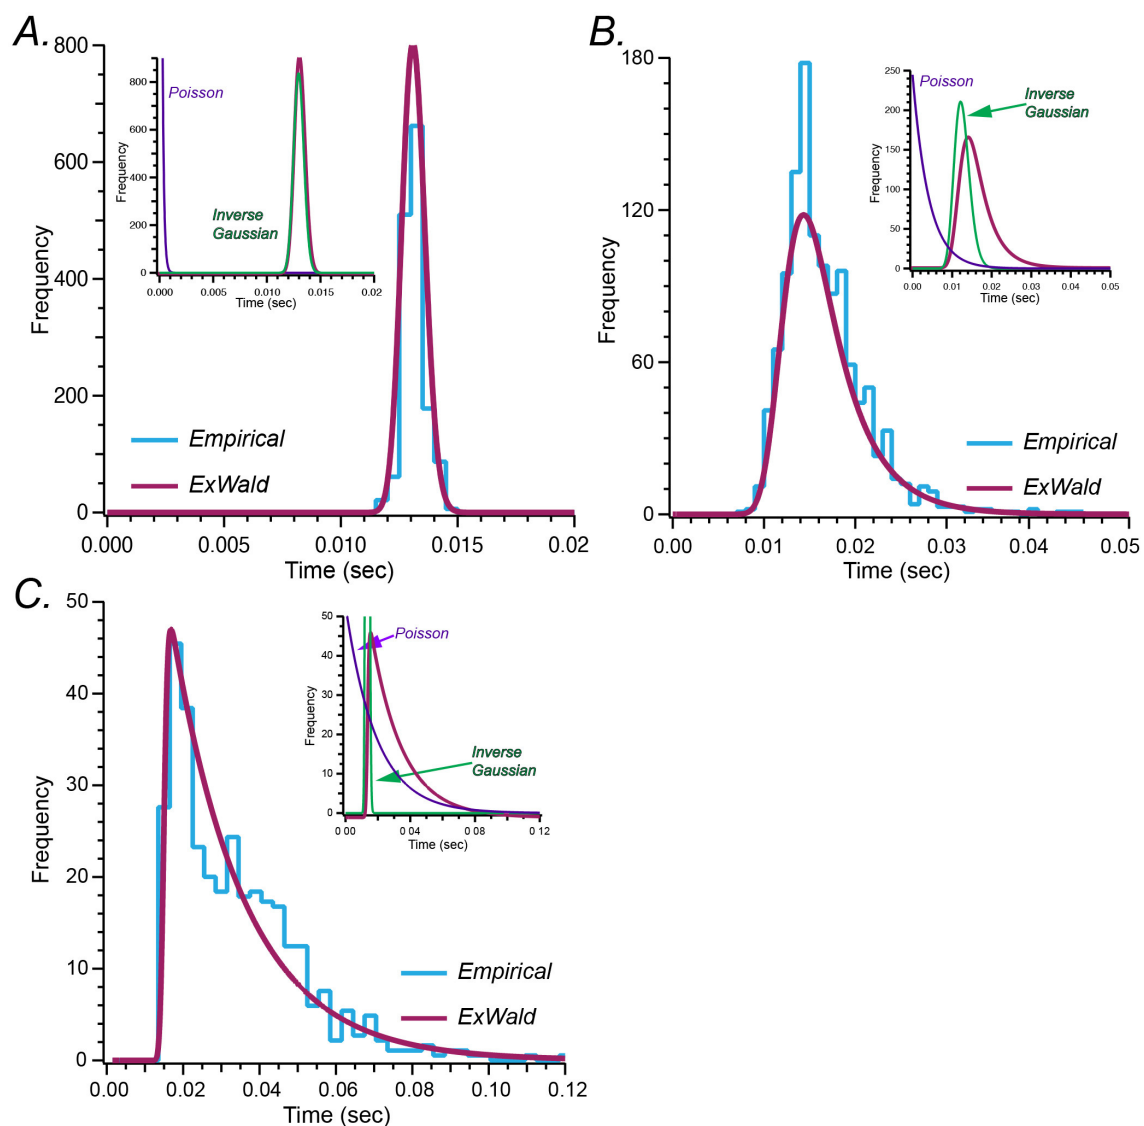 A.
800
600
400
200
0
Frequency
0.000
0.005
0.010
0.015
0.02
Time (sec)
Empirical
ExWald
800
600
400
200
0
Frequency
Poisson
Inverse
Gaussian
0.000
0.005
0.010
0.015
0.02
Time (sec)
B.
180
120
60
0
Frequency
0.00
0.01
0.02
0.03
0.04
0.05
Time (sec)
Empirical
ExWald
250
200
150
100
50
0
Frequency
Poisson
Inverse
Gaussian
0.00
0.01
0.02
0.03
0.04
0.05
Time (sec)
C.
50
40
30
20
10
0
Frequency
0.00
0.02
0.04
0.06
0.08
0.10
0.12
Time (sec)
Empirical
ExWald
50
40
30
20
10
0
Frequency
Poisson
Inverse
Gaussian
0 00
0 04
0 08
0 12
Time (sec)